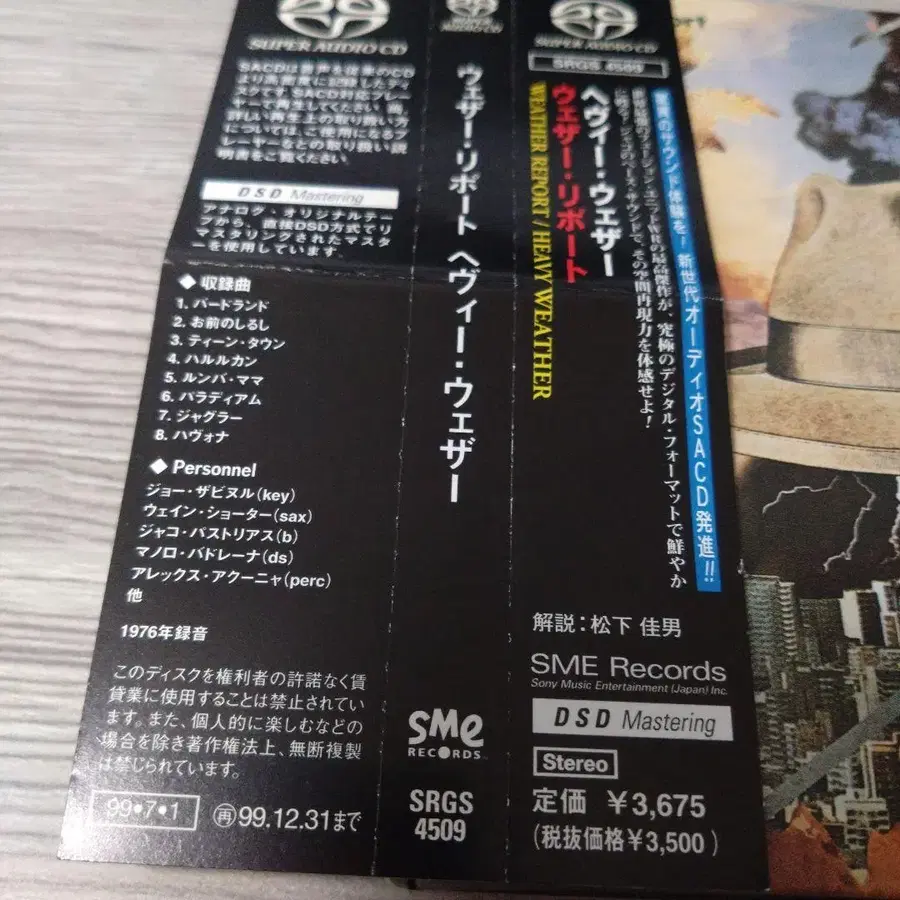 SUPER AUDIO CD
SACDは音声を従来のCD
より高密度に記録したディ
スクです SACD対応プレー
ヤーで再生してください 尚、
詳しい再生上の取り扱い方
については、ご使用になるプ
レーヤーなどの取り扱い説
明書をご覧ください。
DSD Mastering
アナログ・オリジナルテー
プから、直接DSD方式でリ
マスタリングされたマスタ
ーを使用しています。
◆ 収録曲
1. バードランド
2. お前のしるし
3. ティーン・タウン
4. ハルルカン
5. ルンバ・ママ
6. パラディアム
7. ジャグラー
8. ハヴォナ
◆ Personnel
ジョー・ザビヌル(key)
ウェイン・ショーター(sax)
ジャコ・パストリアス(b)
マノロ・バドレーナ(ds)
アレックス・アクーニャ(perc)
他
1976年録音
このディスクを権利者の許諾なく賃
貸業に使用することは禁止されてい
ます。また、個人的に楽しむなどの
場合を除き著作権法上、無断複製
は禁じられています。
99•7•1
再99.12.31まで
ウェザー・リポート ヘヴィー・ウェザー
SMe
RECORDS
SRGS
4509
SUPER AUDIO CD
SRGS 4509
驚異のサウンド体験を! 新世代オーディオSACD発進!!
の最高傑作が、究極のデジタル・フォーマットで鮮やか
サウンドで、その空間再現力を体感せよ!
ヘヴィー・ウェザー
ウェザー・リポート
WEATHER REPORT / HEAVY WEATHER
解説:松下 佳男
SME Records
Sony Music Entertainment (Japan) Inc.
DSD Mastering
Stereo
定価 ¥3,675
(税抜価格¥3,500)